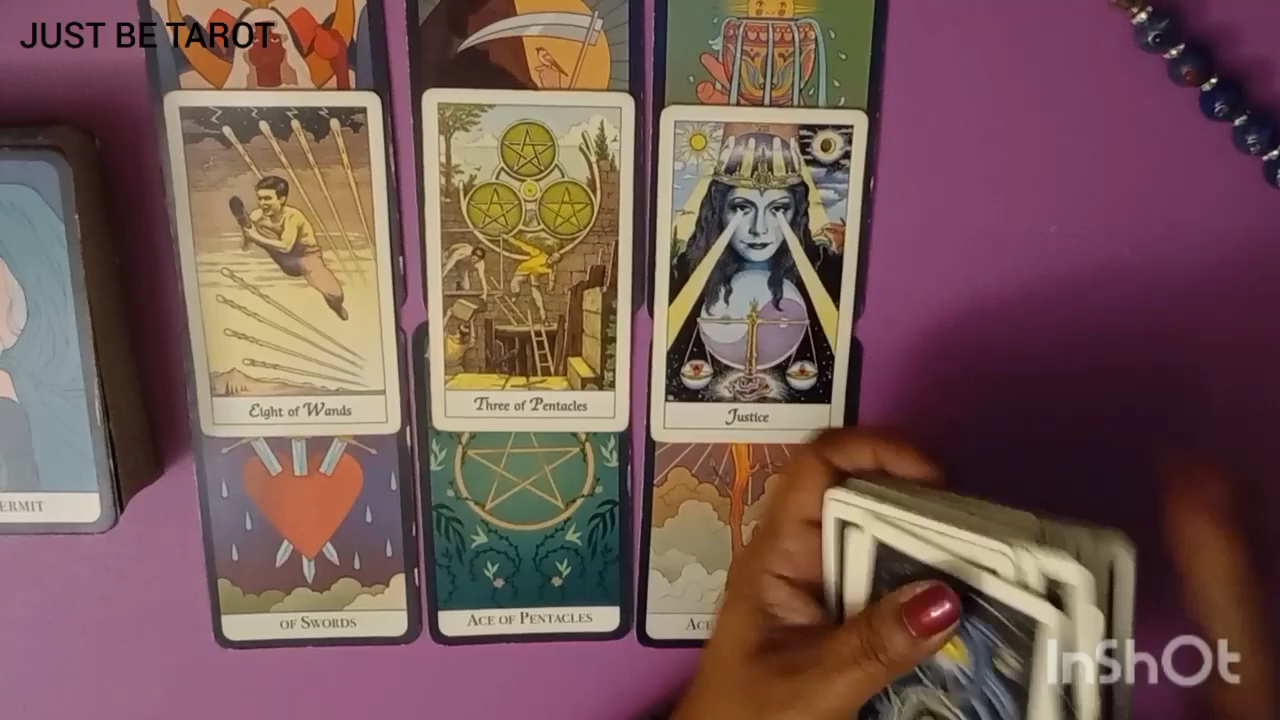 JUST BE TAROT
Eight of Wands
Three of Pentacles
Justice
ERMIT
OF SWORDS
ACE OF PENTACLES
ACE
InShOt